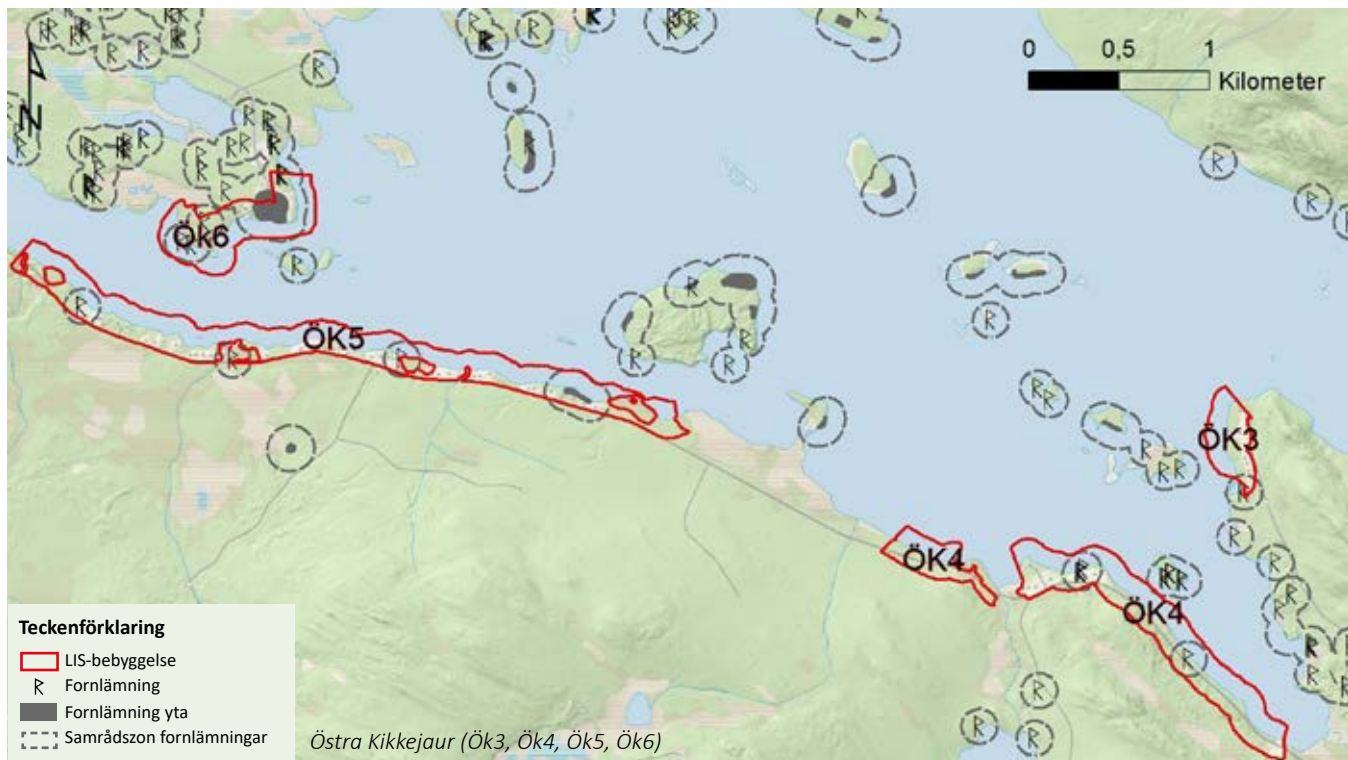 0 0,5 1
Kilometer
N
Ök6
ÖK5
ÖK3
ÖK4
ÖK4
Teckenförklaring
LIS-bebyggelse
R Fornlämning
Fornlämning yta
Samrådszon fornlämningar
Östra Kikkejaur (Ök3, Ök4, Ök5, Ök6)